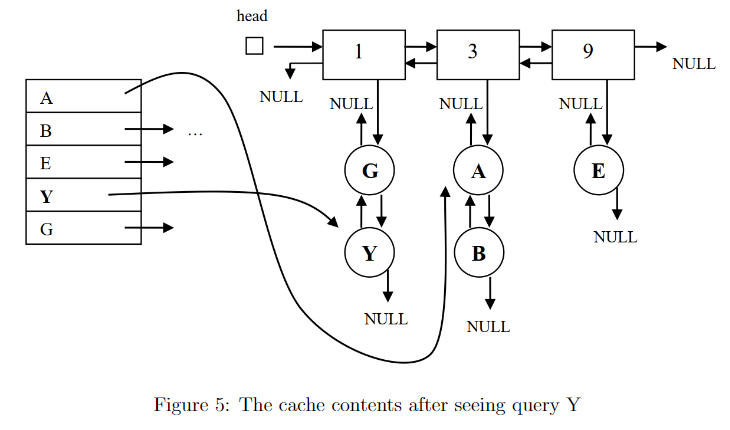 head
1 3 9
NULL
NULL NULL NULL NULL
A
B ...
E
Y
G
G A E
Y B
NULL
NULL NULL
Figure 5: The cache contents after seeing query Y